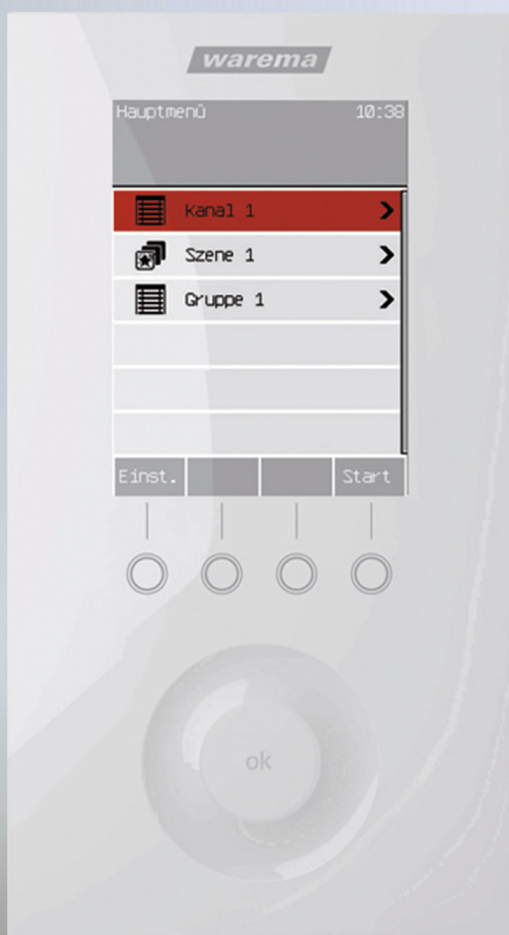 warema
Hauptmenü 10:38
Kanal 1
Szene 1
Gruppe 1
Einst. Start
ok